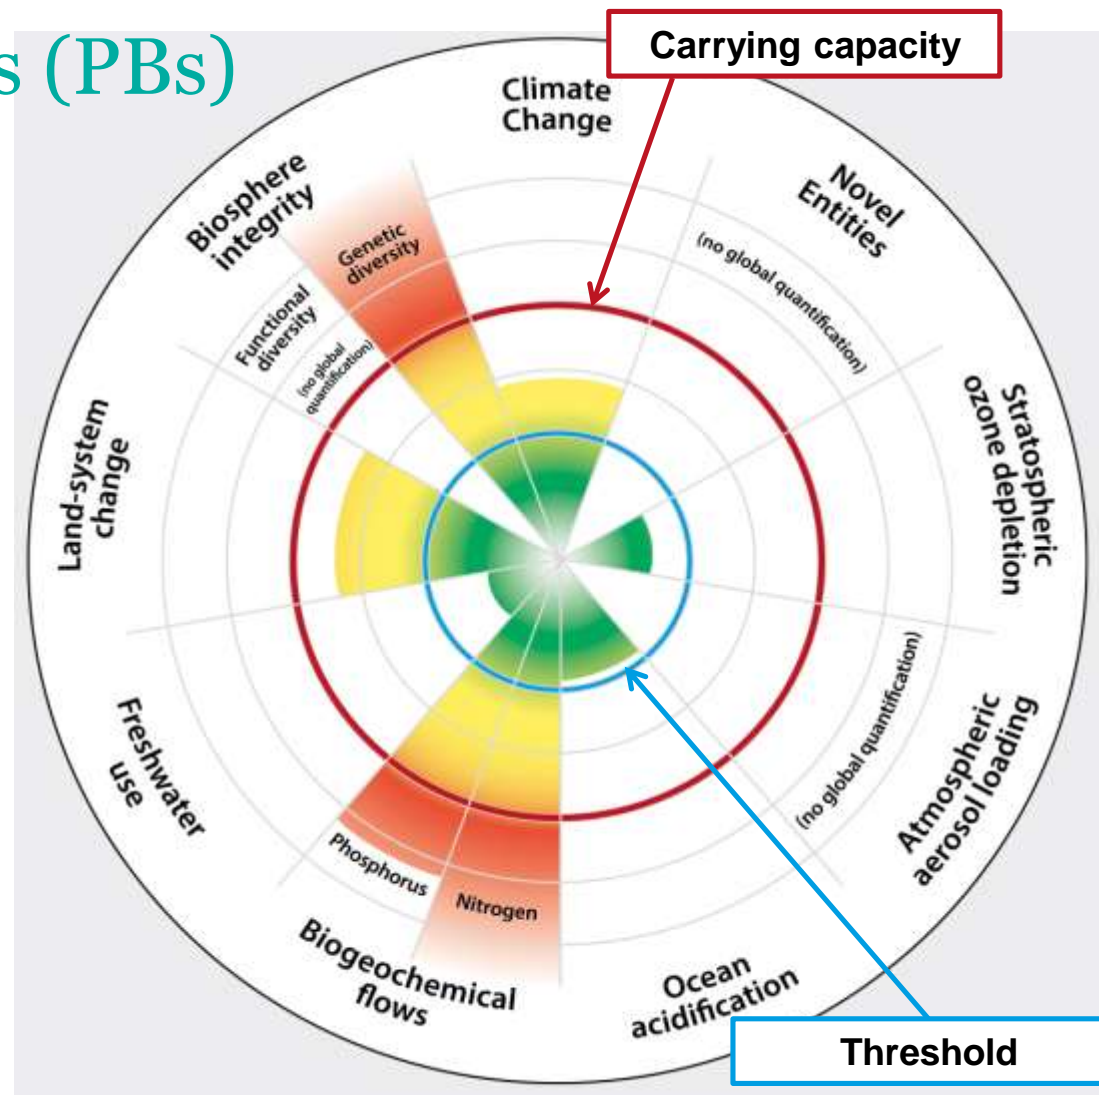 s (PBs)
Carrying capacity
Climate
Change
Novel
Entities
(no global quantification)
Stratospheric
ozone depletion
Atmospheric
aerosol loading
(no global quantification)
Ocean
acidification
Threshold
Biogeochemical
flows
Phosphorus
Nitrogen
Freshwater
use
Land-system
change
Biosphere
integrity
Functional
diversity
(no global
quantification)
Genetic
diversity